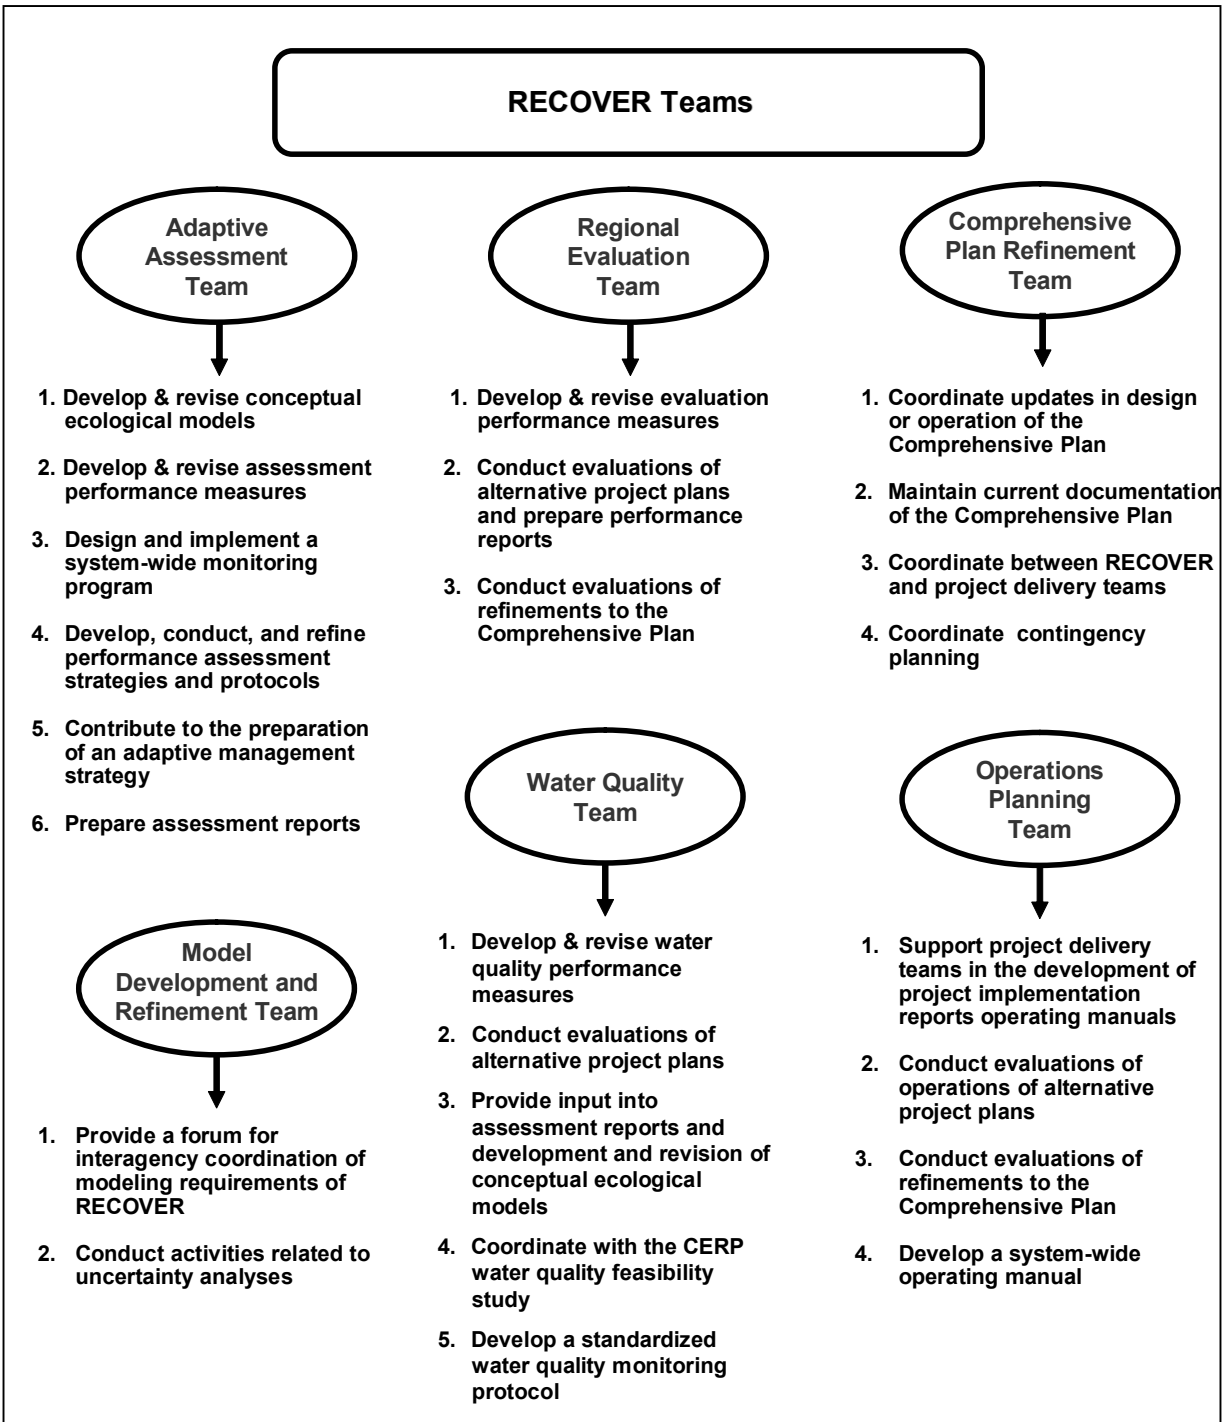 RECOVER Teams
Adaptive
Assessment
Team
1. Develop & revise conceptual
ecological models
2. Develop & revise assessment
performance measures
3. Design and implement a
system-wide monitoring
program
4. Develop, conduct, and refine
performance assessment
strategies and protocols
5. Contribute to the preparation
of an adaptive management
strategy
6. Prepare assessment reports
Regional
Evaluation
Team
1. Develop & revise evaluation
performance measures
2. Conduct evaluations of
alternative project plans
and prepare performance
reports
3. Conduct evaluations of
refinements to the
Comprehensive Plan
Comprehensive
Plan Refinement
Team
1. Coordinate updates in design
or operation of the
Comprehensive Plan
2. Maintain current documentation
of the Comprehensive Plan
3. Coordinate between RECOVER
and project delivery teams
4. Coordinate contingency
planning
Model
Development and
Refinement Team
1. Provide a forum for
interagency coordination of
modeling requirements of
RECOVER
2. Conduct activities related to
uncertainty analyses
Water Quality
Team
1. Develop & revise water
quality performance
measures
2. Conduct evaluations of
alternative project plans
3. Provide input into
assessment reports and
development and revision of
conceptual ecological
models
4. Coordinate with the CERP
water quality feasibility
study
5. Develop a standardized
water quality monitoring
protocol
Operations
Planning
Team
1. Support project delivery
teams in the development of
project implementation
reports operating manuals
2. Conduct evaluations of
operations of alternative
project plans
3. Conduct evaluations of
refinements to the
Comprehensive Plan
4. Develop a system-wide
operating manual